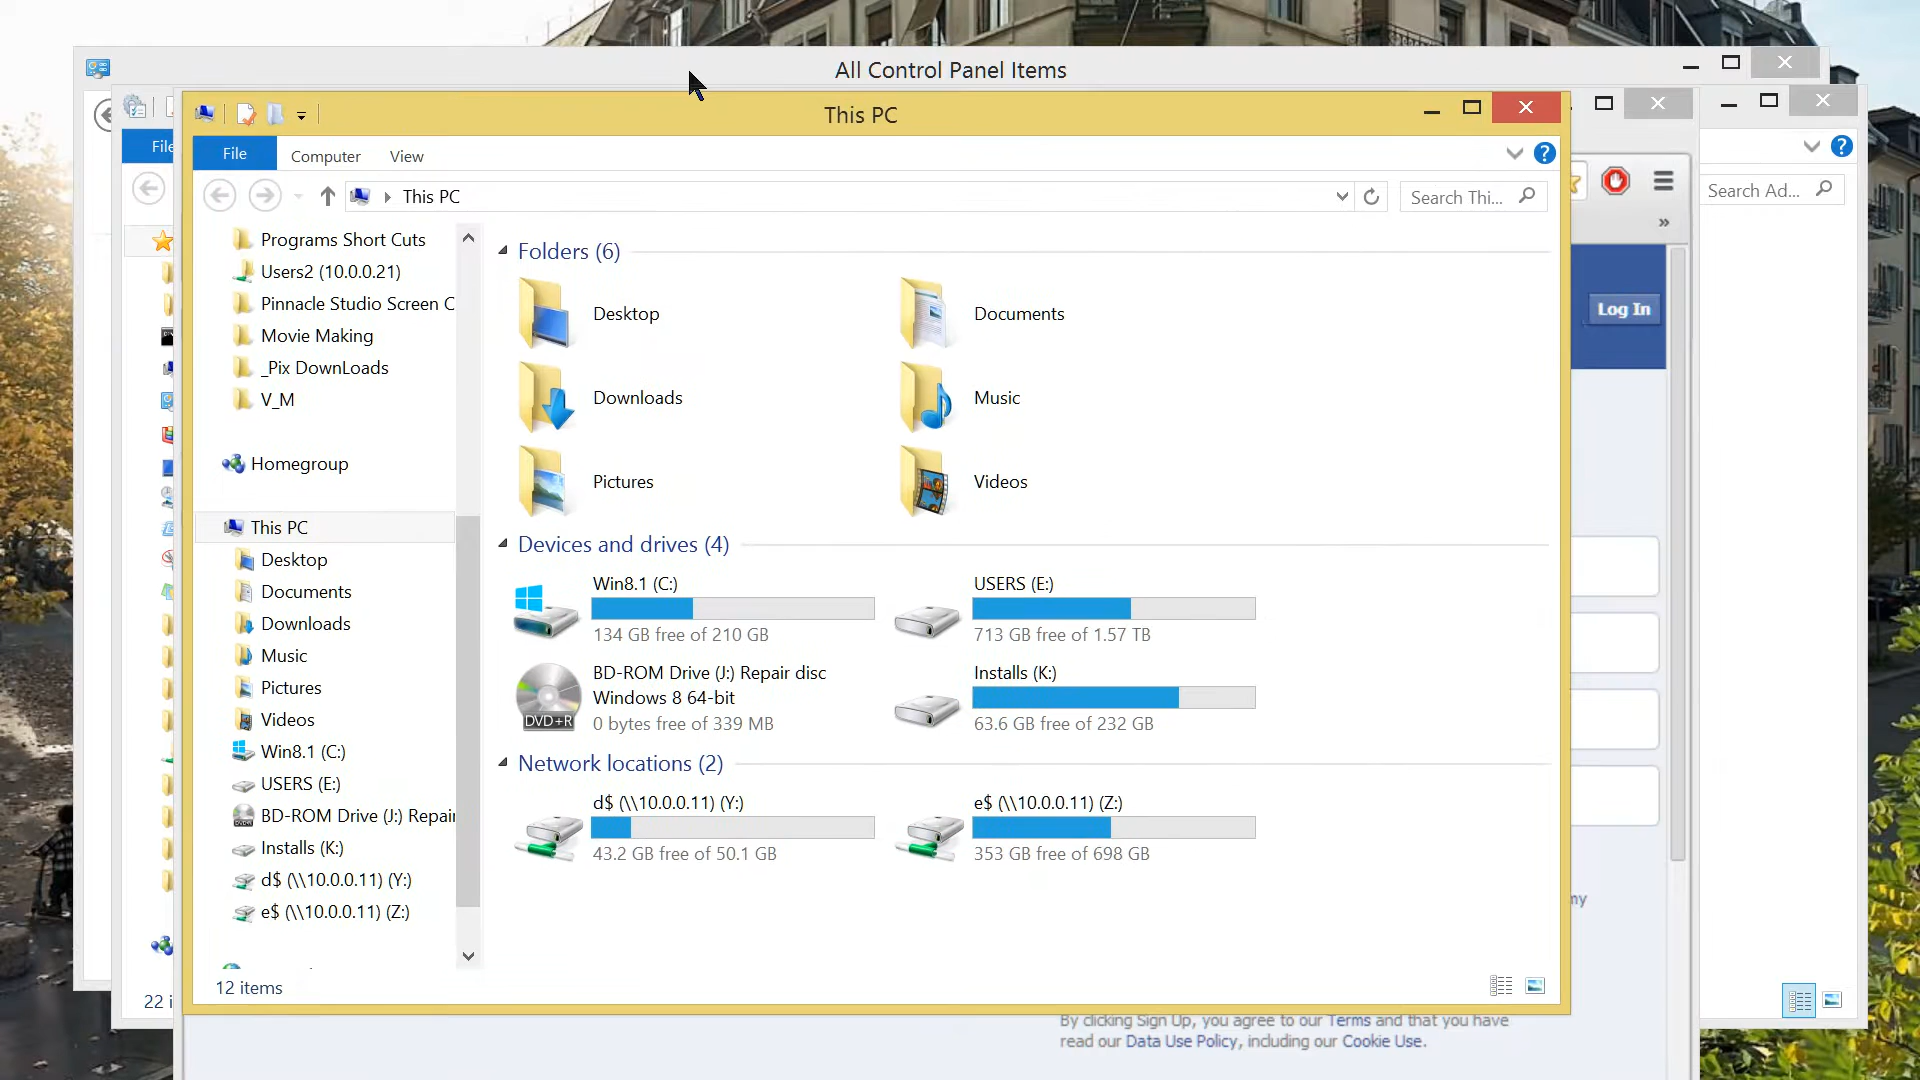 All Control Panel Items
This PC
File
File
Computer
View
This PC
Search Thi...
Search Ad...
Programs Short Cuts
Users2 (10.0.0.21)
Pinnacle Studio Screen C
Movie Making
_Pix DownLoads
V_M
Homegroup
This PC
Desktop
Documents
Downloads
Music
Pictures
Videos
Win8.1 (C:)
USERS (E:)
BD-ROM Drive (J:) Repair
Installs (K:)
d$ (\\10.0.0.11) (Y:)
e$ (\\10.0.0.11) (Z:)
12 items
22 i
Folders (6)
Desktop
Documents
Downloads
Music
Pictures
Videos
Devices and drives (4)
Win8.1 (C:)
134 GB free of 210 GB
USERS (E:)
713 GB free of 1.57 TB
BD-ROM Drive (J:) Repair disc
Windows 8 64-bit
0 bytes free of 339 MB
DVD+R
Installs (K:)
63.6 GB free of 232 GB
Network locations (2)
d$ (\\10.0.0.11) (Y:)
43.2 GB free of 50.1 GB
e$ (\\10.0.0.11) (Z:)
353 GB free of 698 GB
Log In
my
By clicking Sign Up, you agree to our Terms and that you have
read our Data Use Policy, including our Cookie Use.